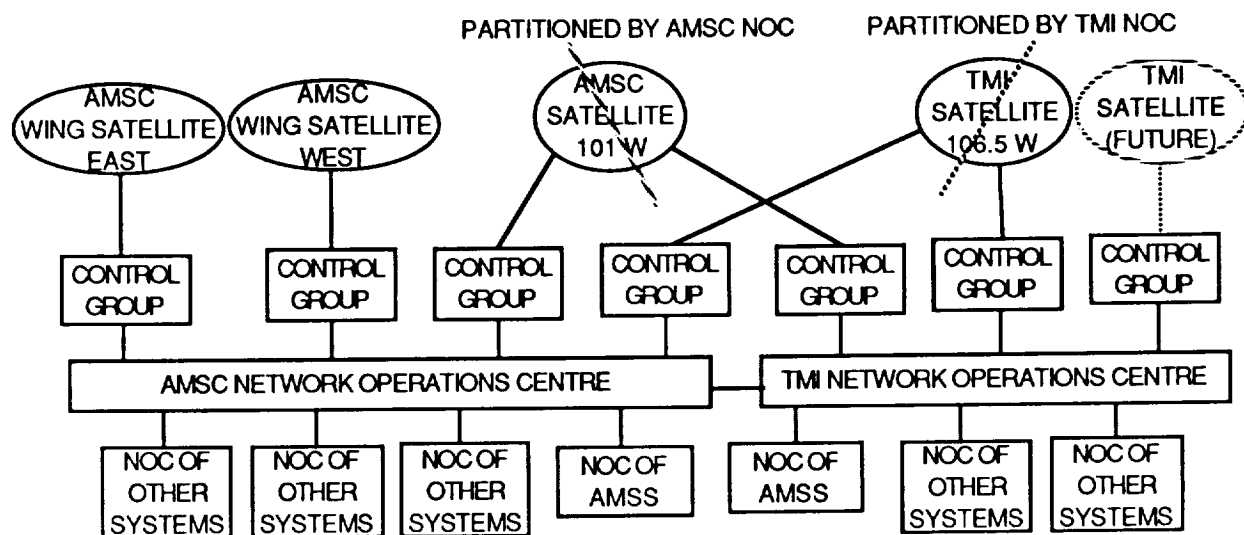 PARTITIONED BY AMSC NOC
PARTITIONED BY TMI NOC
AMSC
WING SATELLITE
EAST
AMSC
WING SATELLITE
WEST
AMSC
SATELLITE
101 W
TMI
SATELLITE
106.5 W
TMI
SATELLITE
(FUTURE)
CONTROL
GROUP
CONTROL
GROUP
CONTROL
GROUP
CONTROL
GROUP
CONTROL
GROUP
CONTROL
GROUP
CONTROL
GROUP
AMSC NETWORK OPERATIONS CENTRE
TMI NETWORK OPERATIONS CENTRE
NOC OF
OTHER
SYSTEMS
NOC OF
OTHER
SYSTEMS
NOC OF
OTHER
SYSTEMS
NOC OF
AMSS
NOC OF
AMSS
NOC OF
OTHER
SYSTEMS
NOC OF
OTHER
SYSTEMS